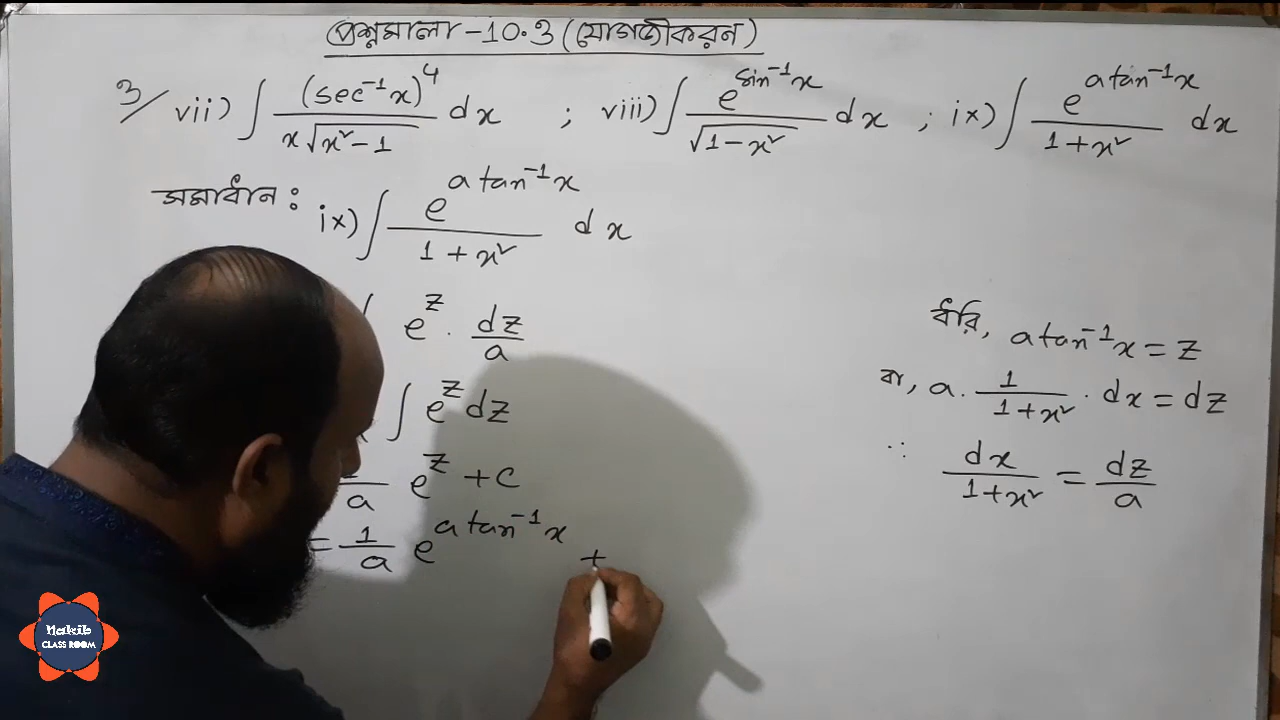 প্রশ্নমালা -10.3 (যোগজীকরন)
3/ vii) ∫ (sec⁻¹x)⁴ / x√x²-1 dx ; viii) ∫ e^sin⁻¹x / √1-x² dx ; ix) ∫ e^a tan⁻¹x / 1+x² dx
সমাধান : ix) ∫ e^a tan⁻¹x / 1+x² dx
e^z · dz/a
∫ e^z dz
/a e^z + c
= 1/a e^a tan⁻¹x +
ধরি, a tan⁻¹x = z
বা, a · 1/1+x² · dx = dz
∴ dx/1+x² = dz/a
Makib
CLASS ROOM